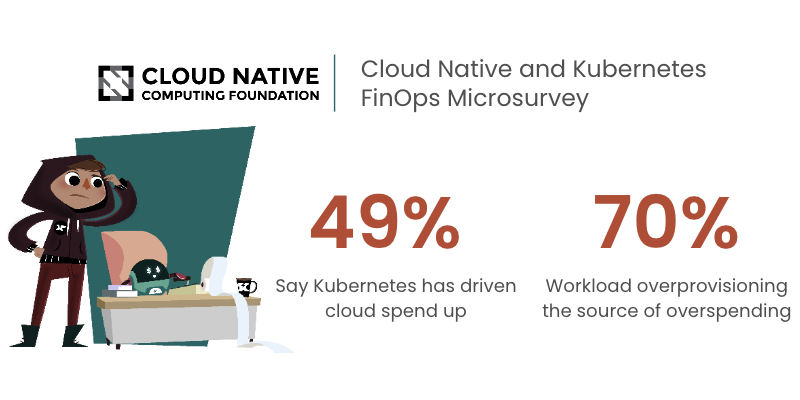 CLOUD NATIVE
COMPUTING FOUNDATION
Cloud Native and Kubernetes
FinOps Microsurvey
49%
Say Kubernetes has driven
cloud spend up
70%
Workload overprovisioning
the source of overspending